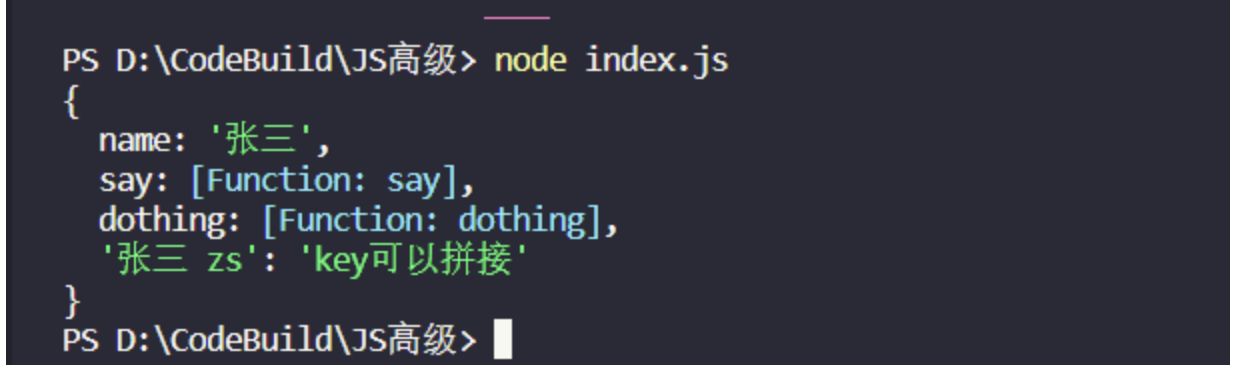 PS D:\CodeBuild\JS高级> node index.js
{
  name: '张三',
  say: [Function: say],
  dothing: [Function: dothing],
  '张三 zs': 'key可以拼接'
}
PS D:\CodeBuild\JS高级>